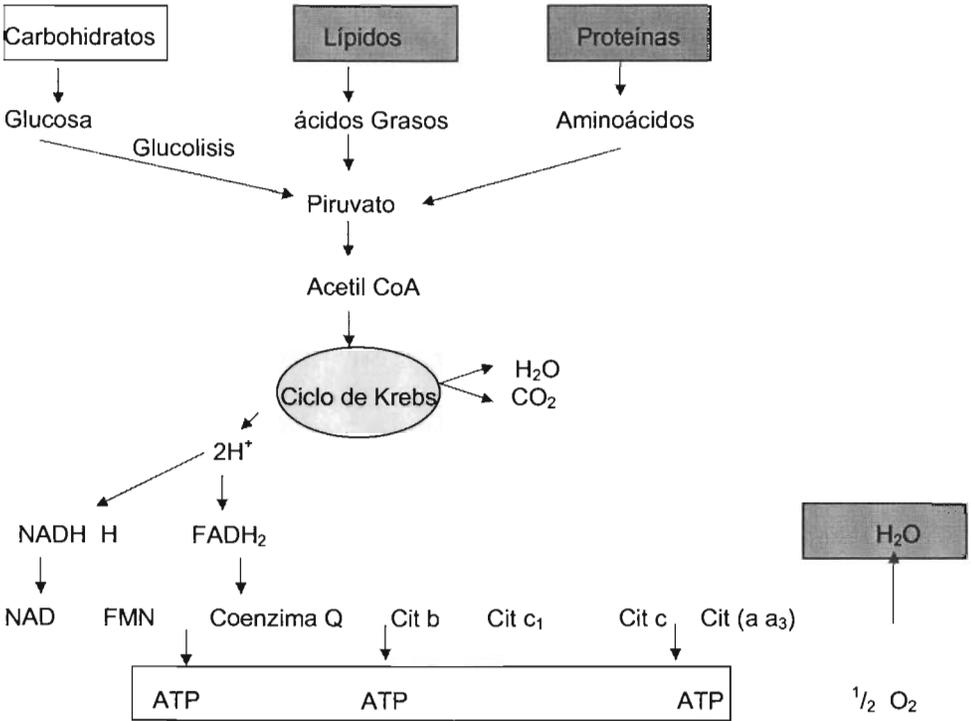 Carbohidratos Lípidos Proteínas
Glucosa ácidos Grasos Aminoácidos
Glucolisis
Piruvato
Acetil CoA
Ciclo de Krebs
H₂O
CO₂
2H⁺
NADH H FADH₂ H₂O
NAD FMN Coenzima Q Cit b Cit c₁ Cit c Cit (a a₃)
ATP ATP ATP ¹/₂ O₂